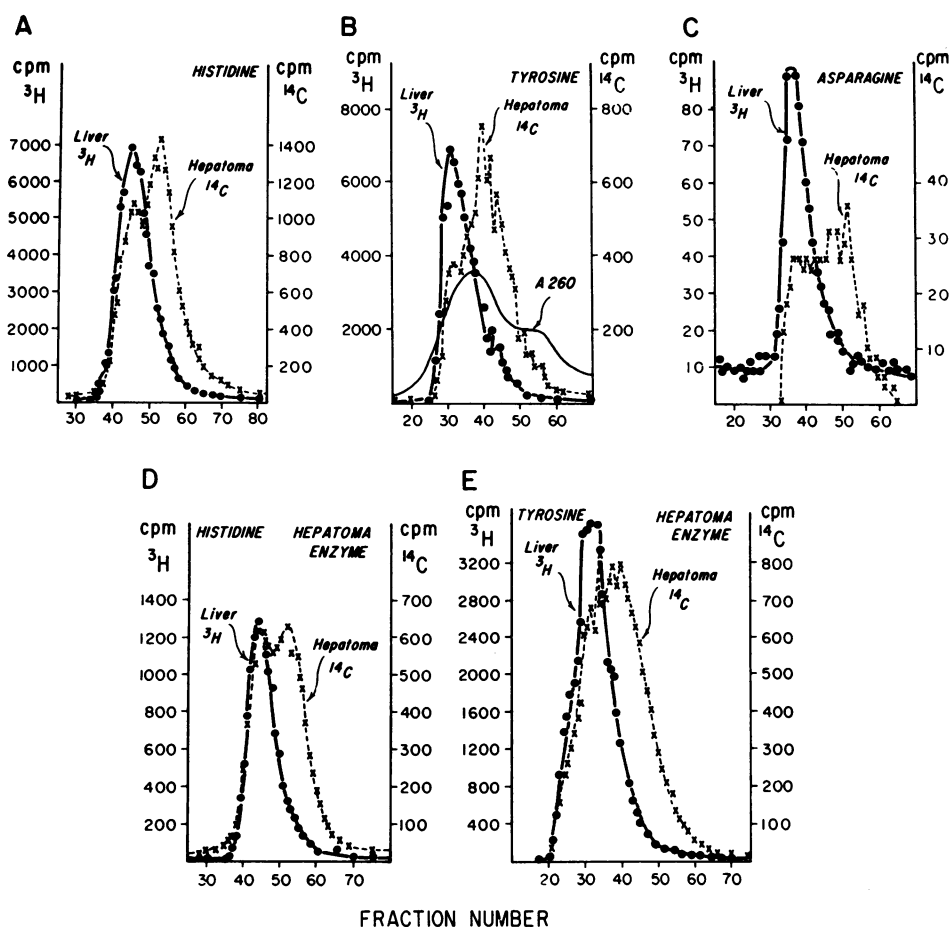 A
cpm
³H
HISTIDINE
cpm
¹⁴C
7000
6000
5000
4000
3000
2000
1000
1400
1200
1000
800
600
400
200
Liver
³H
Hepatoma
¹⁴C
30 40 50 60 70 80
B
cpm
³H
TYROSINE
cpm
¹⁴C
8000
6000
4000
2000
800
600
400
200
Liver
³H
Hepatoma
¹⁴C
A 260
20 30 40 50 60
C
cpm
³H
ASPARAGINE
cpm
¹⁴C
80
70
60
50
40
30
20
10
40
30
20
10
Liver
³H
Hepatoma
¹⁴C
20 30 40 50 60
D
cpm
³H
HISTIDINE
HEPATOMA
ENZYME
cpm
¹⁴C
1400
1200
1000
800
600
400
200
700
600
500
400
300
200
100
Liver
³H
Hepatoma
¹⁴C
30 40 50 60 70
E
cpm
³H
TYROSINE
HEPATOMA
ENZYME
cpm
¹⁴C
3200
2800
2400
2000
1600
1200
800
400
800
700
600
500
400
300
200
100
Liver
³H
Hepatoma
¹⁴C
20 30 40 50 60 70
FRACTION NUMBER